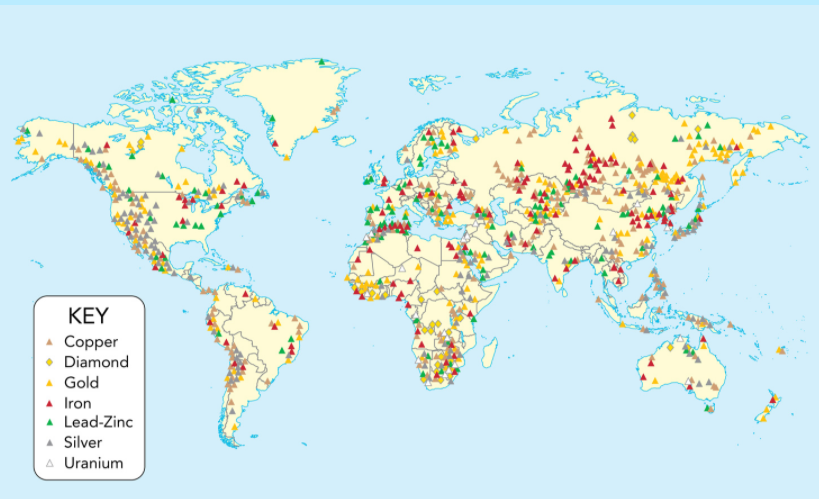 KEY
Copper
Diamond
Gold
Iron
Lead-Zinc
Silver
Uranium